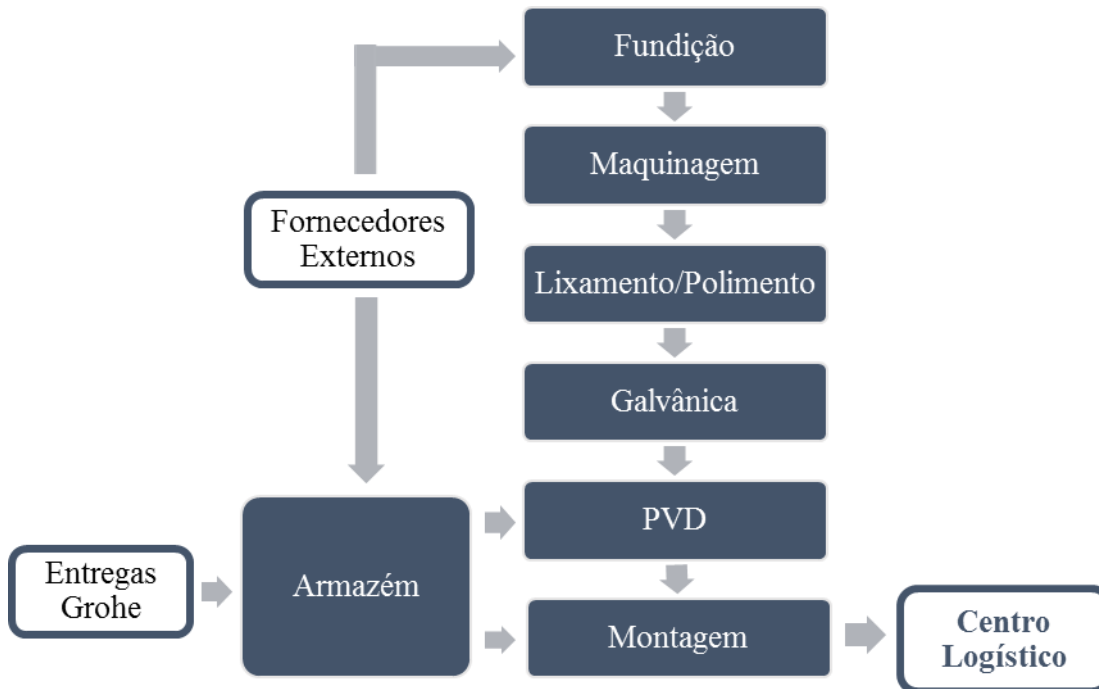 Fundição
Maquinagem
Fornecedores
Externos
Lixamento/Polimento
Galvânica
PVD
Entregas
Grohe
Armazém
Montagem
Centro
Logístico